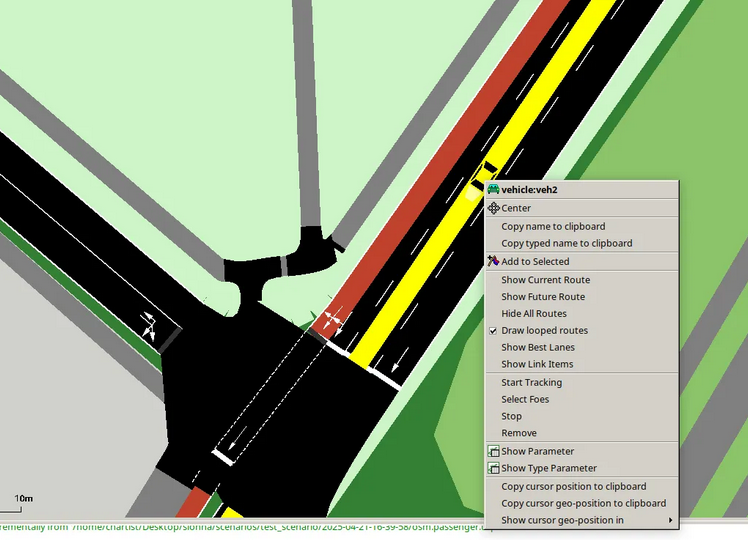 vehicle:veh2
Center
Copy name to clipboard
Copy typed name to clipboard
Add to Selected
Show Current Route
Show Future Route
Hide All Routes
Draw looped routes
Show Best Lanes
Show Link Items
Start Tracking
Select Foes
Stop
Remove
Show Parameter
Show Type Parameter
Copy cursor position to clipboard
Copy cursor geo-position to clipboard
Show cursor geo-position in
10m
rementally from '/home/chartist/Desktop/sionna/scenarios/test_scenario/2025-04-21-16-39-58/osm.passenger.